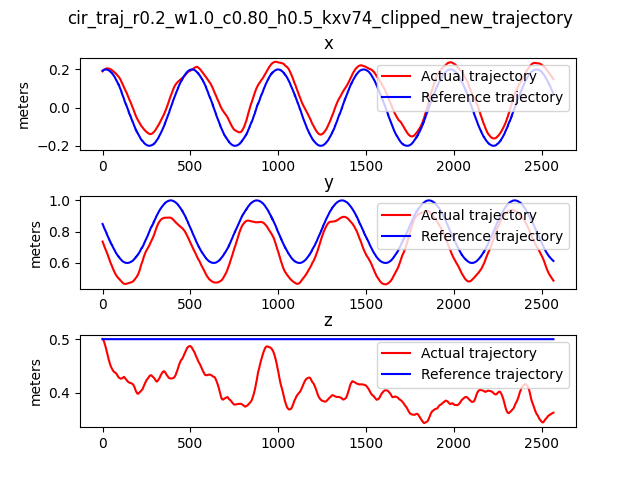 cir_traj_r0.2_w1.0_c0.80_h0.5_kxv74_clipped_new_trajectory
x
0.2
0.0
−0.2
meters
Actual trajectory
Reference trajectory
0 500 1000 1500 2000 2500
y
1.0
0.8
0.6
meters
Actual trajectory
Reference trajectory
0 500 1000 1500 2000 2500
z
0.5
0.4
meters
Actual trajectory
Reference trajectory
0 500 1000 1500 2000 2500